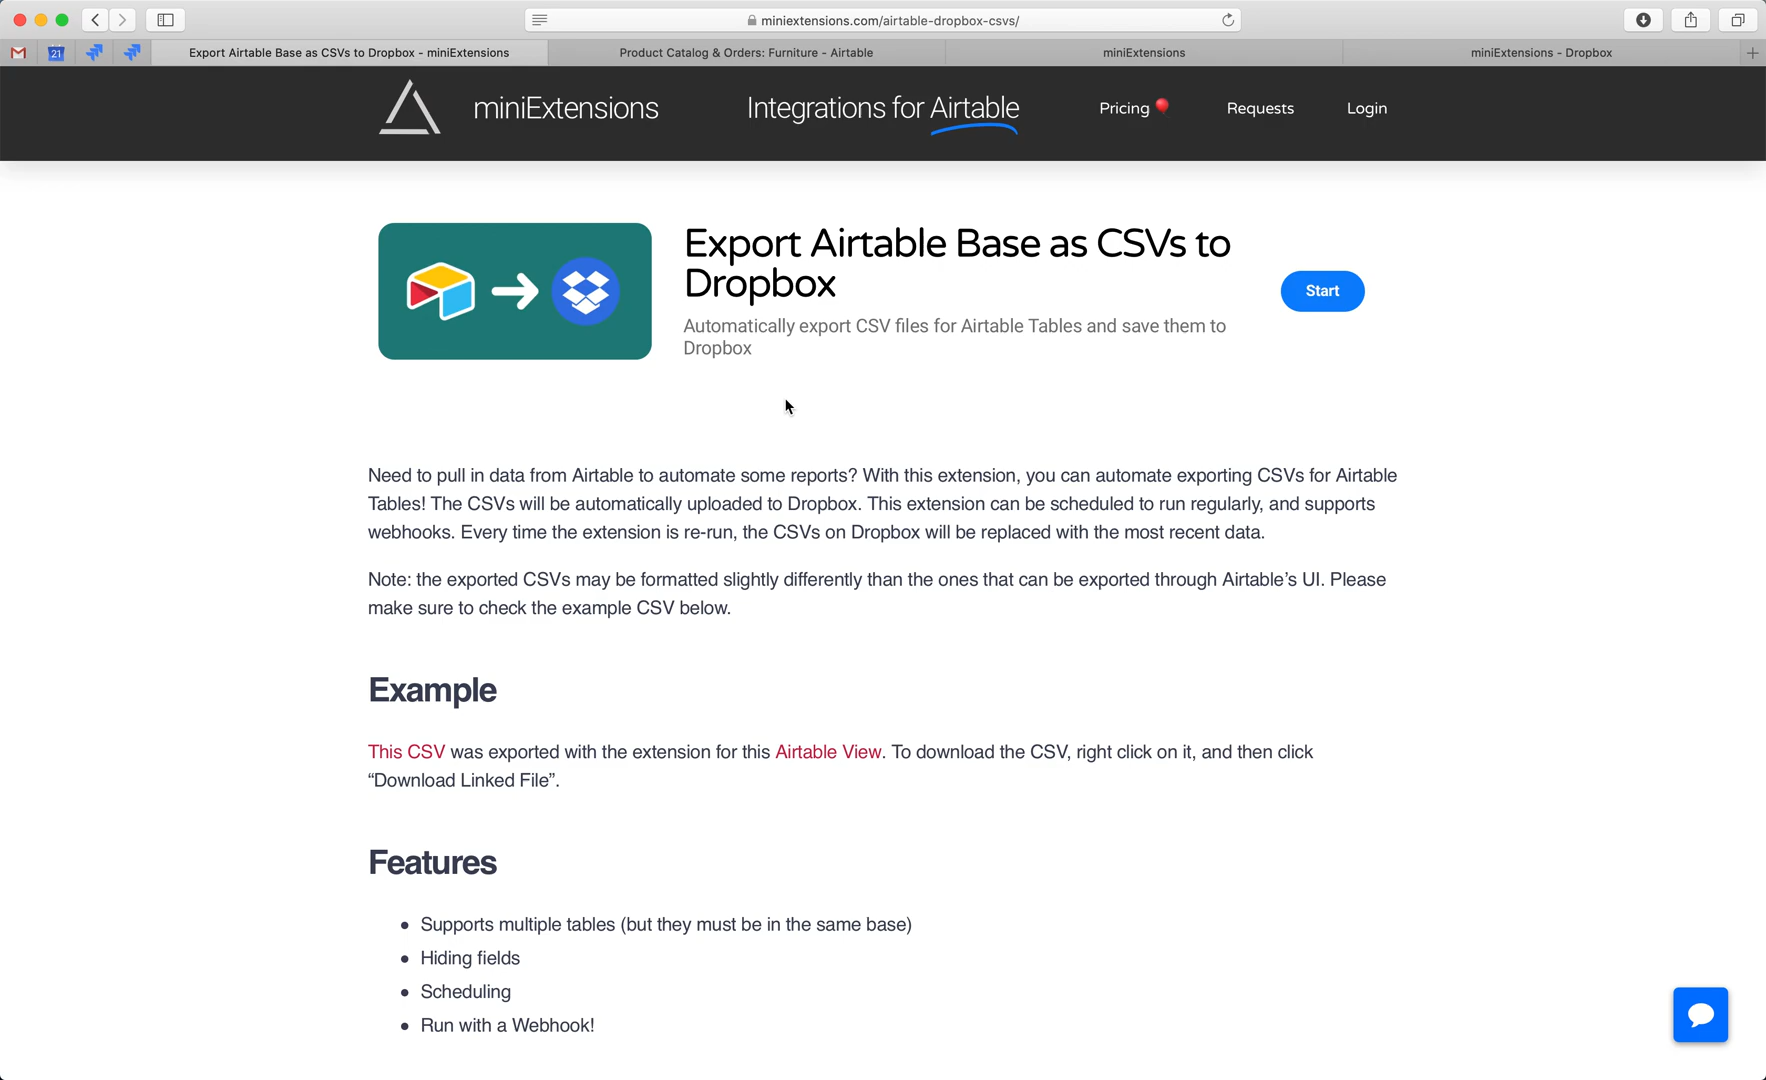 miniextensions.com/airtable-dropbox-csvs/
21
Export Airtable Base as CSVs to Dropbox - miniExtensions
Product Catalog & Orders: Furniture - Airtable
miniExtensions
miniExtensions - Dropbox
miniExtensions
Integrations for Airtable
Pricing
Requests
Login
Export Airtable Base as CSVs to
Dropbox
Automatically export CSV files for Airtable Tables and save them to
Dropbox
Start
Need to pull in data from Airtable to automate some reports? With this extension, you can automate exporting CSVs for Airtable
Tables! The CSVs will be automatically uploaded to Dropbox. This extension can be scheduled to run regularly, and supports
webhooks. Every time the extension is re-run, the CSVs on Dropbox will be replaced with the most recent data.
Note: the exported CSVs may be formatted slightly differently than the ones that can be exported through Airtable’s UI. Please
make sure to check the example CSV below.
Example
This CSV was exported with the extension for this Airtable View. To download the CSV, right click on it, and then click
“Download Linked File”.
Features
Supports multiple tables (but they must be in the same base)
Hiding fields
Scheduling
Run with a Webhook!